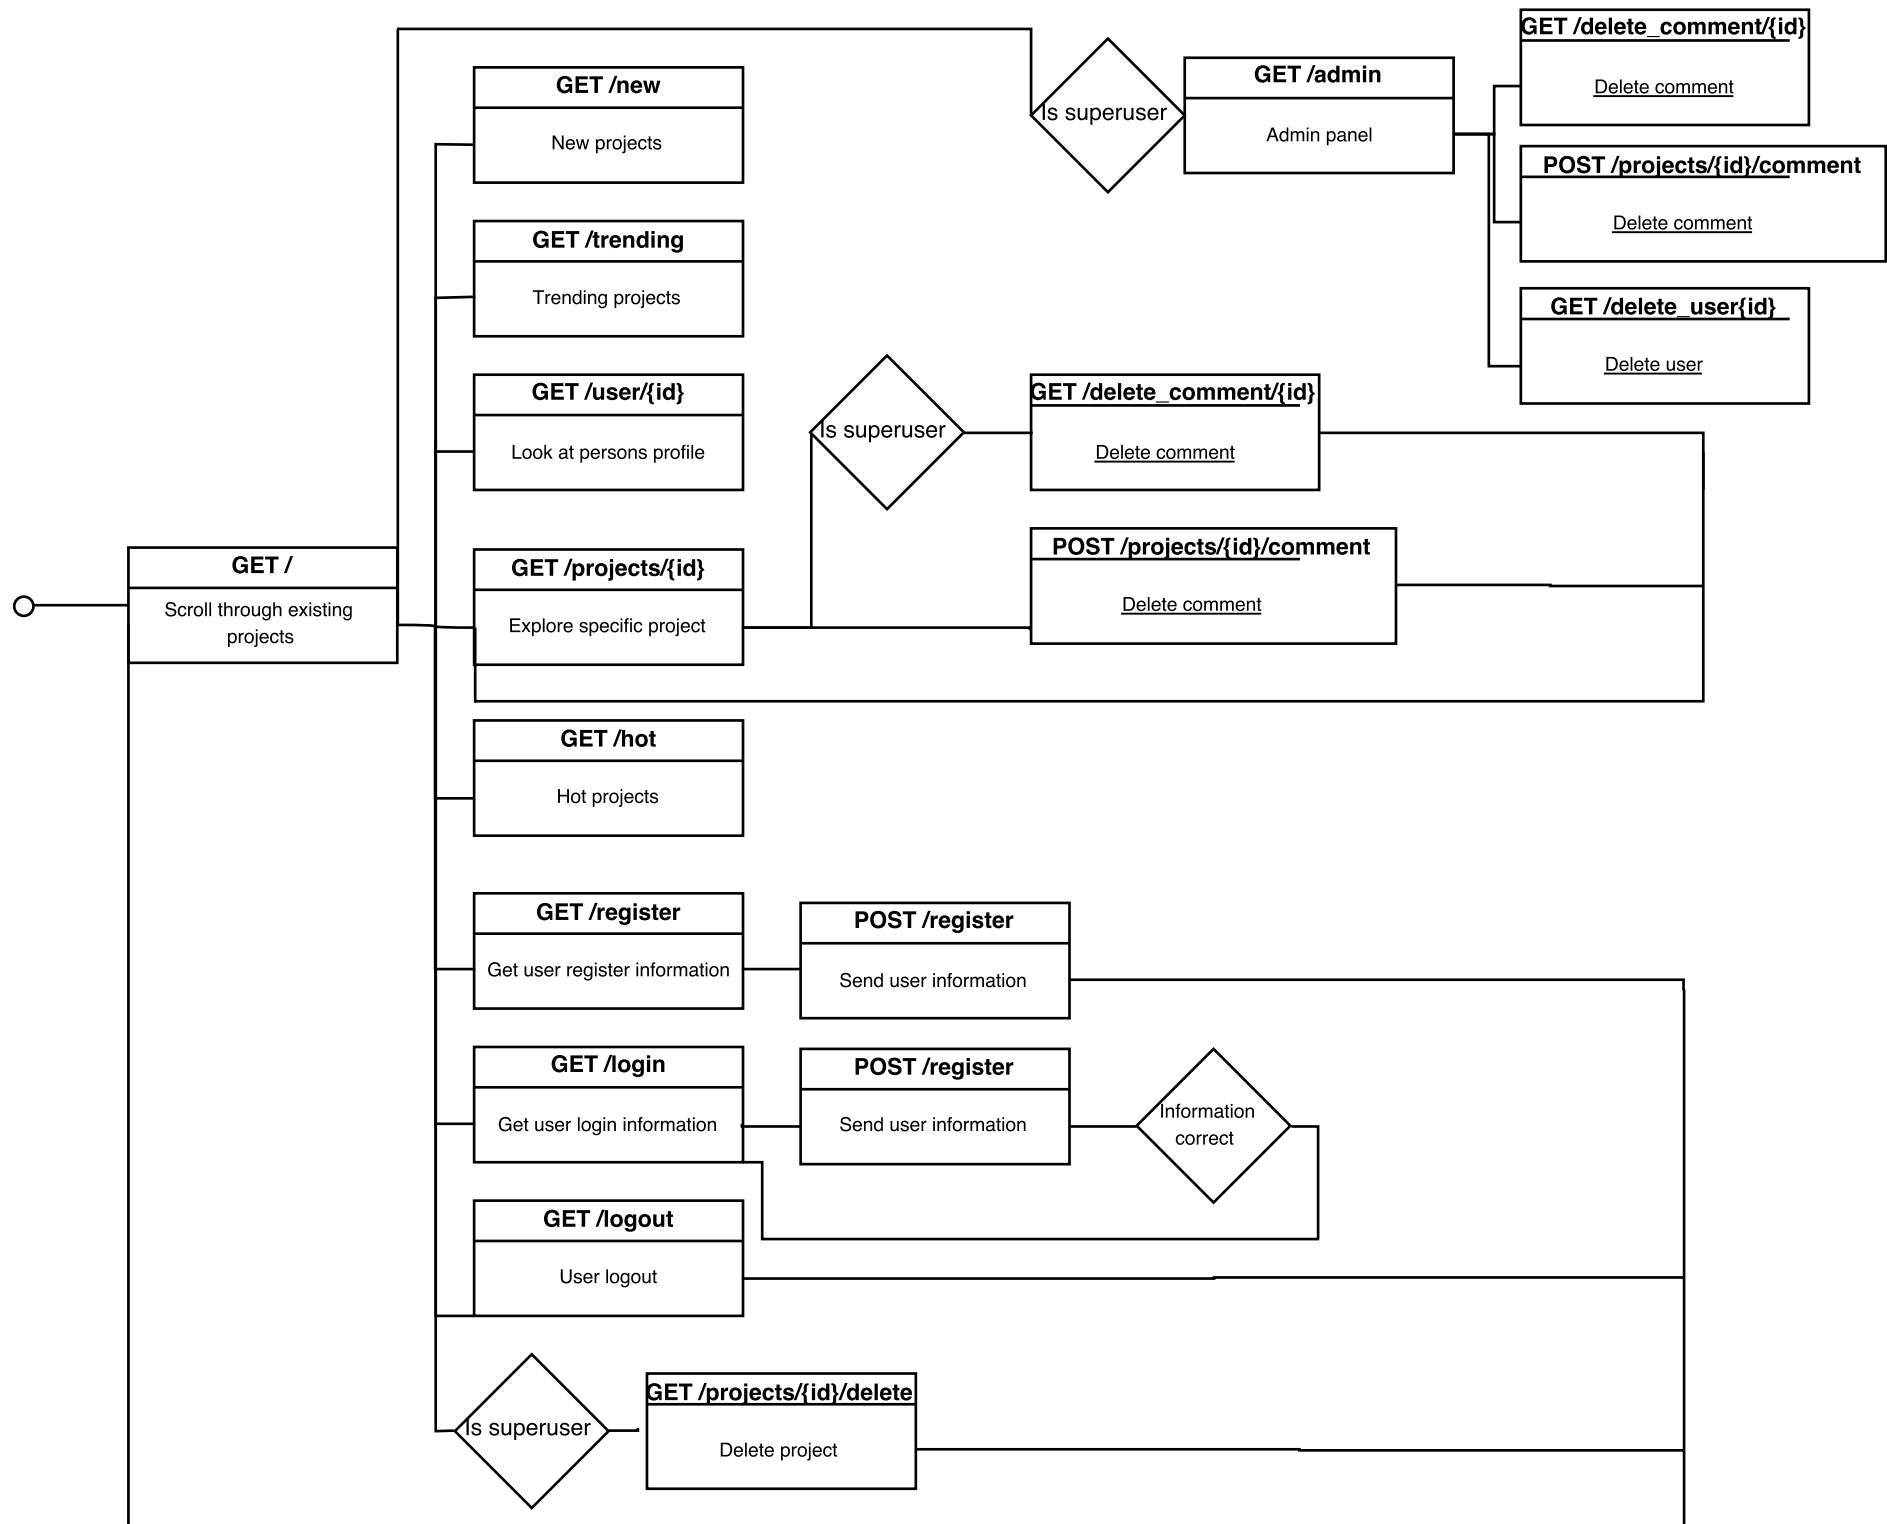 GET /delete_comment/{id}
Delete comment
GET /new
New projects
Is superuser
GET /admin
Admin panel
POST /projects/{id}/comment
Delete comment
GET /trending
Trending projects
GET /delete_user{id}
Delete user
GET /user/{id}
Look at persons profile
Is superuser
GET /delete_comment/{id}
Delete comment
GET /
Scroll through existing
projects
GET /projects/{id}
Explore specific project
POST /projects/{id}/comment
Delete comment
GET /hot
Hot projects
GET /register
Get user register information
POST /register
Send user information
GET /login
Get user login information
POST /register
Send user information
Information
correct
GET /logout
User logout
Is superuser
GET /projects/{id}/delete
Delete project